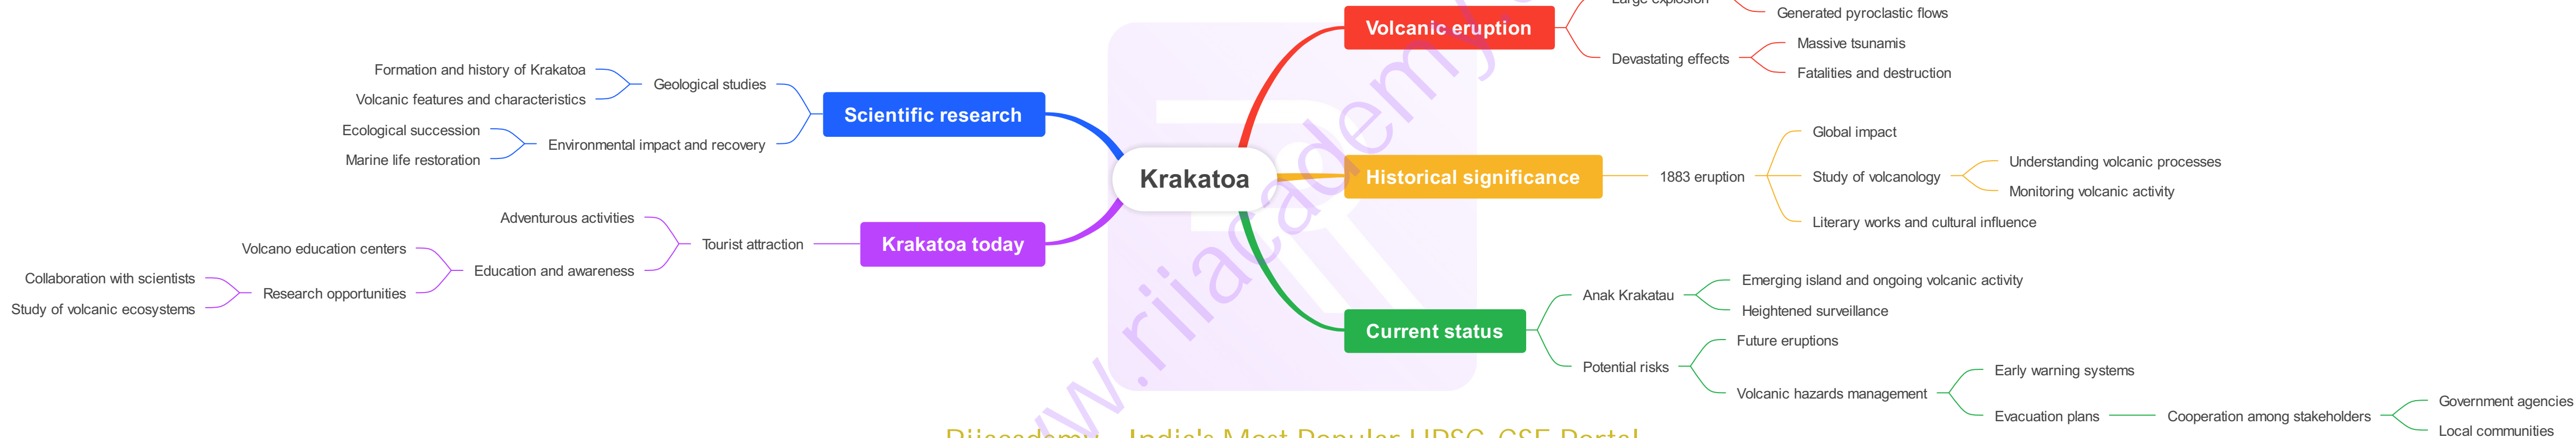 Krakatoa
Volcanic eruption
Large explosion
Generated pyroclastic flows
Devastating effects
Massive tsunamis
Fatalities and destruction
Historical significance
1883 eruption
Global impact
Study of volcanology
Understanding volcanic processes
Monitoring volcanic activity
Literary works and cultural influence
Current status
Anak Krakatau
Emerging island and ongoing volcanic activity
Heightened surveillance
Potential risks
Future eruptions
Volcanic hazards management
Early warning systems
Evacuation plans
Cooperation among stakeholders
Government agencies
Local communities
Scientific research
Geological studies
Formation and history of Krakatoa
Volcanic features and characteristics
Environmental impact and recovery
Ecological succession
Marine life restoration
Krakatoa today
Tourist attraction
Adventurous activities
Education and awareness
Volcano education centers
Research opportunities
Collaboration with scientists
Study of volcanic ecosystems
India's Most Popular UPSC-CSE Portal